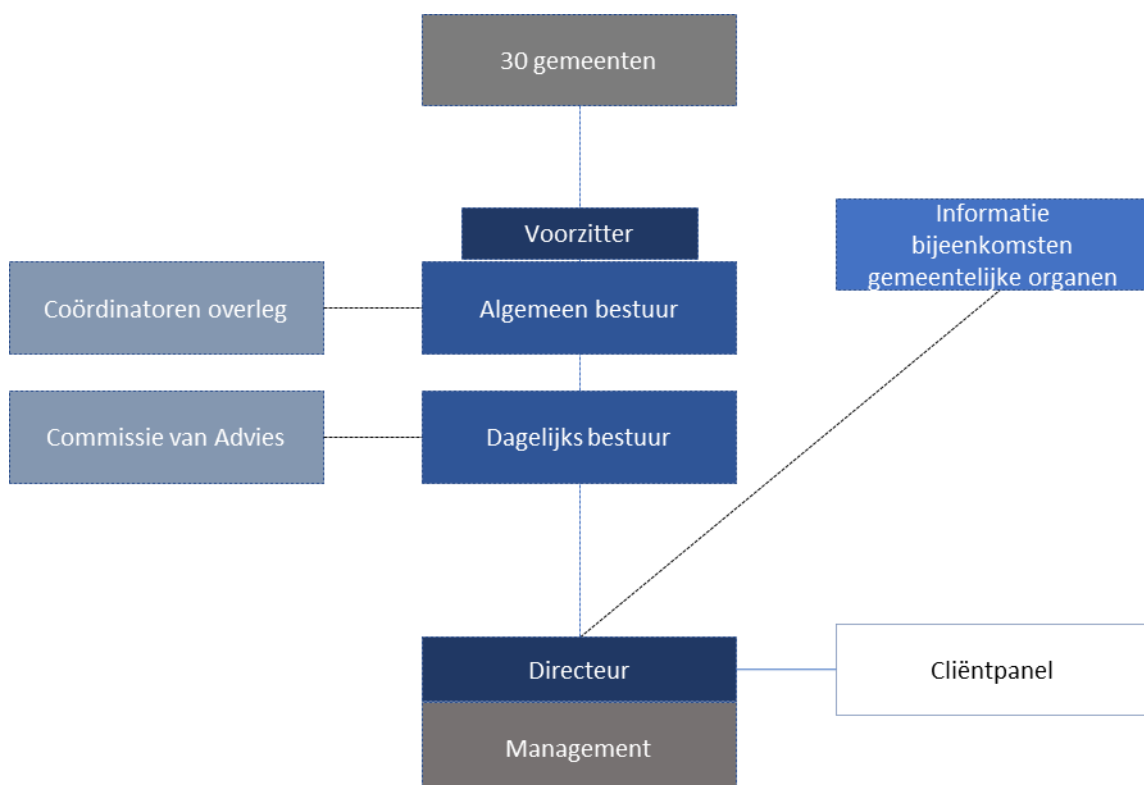 30 gemeenten
Voorzitter
Informatie
bijeenkomsten
gemeentelijke organen
Coördinatoren overleg
Algemeen bestuur
Commissie van Advies
Dagelijks bestuur
Directeur
Cliëntpanel
Management